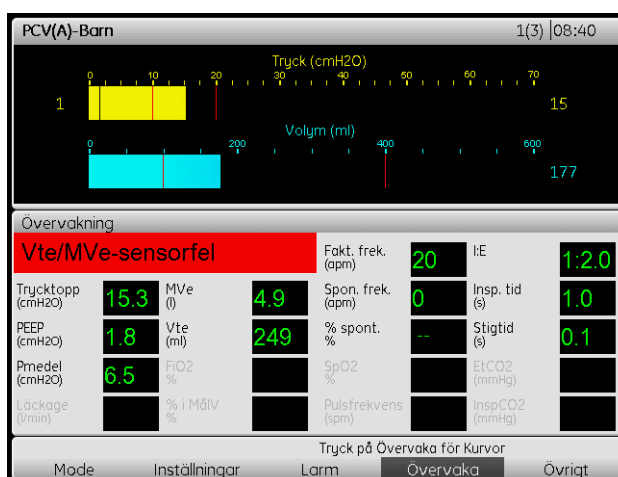 PCV(A)-Barn 1(3) 08:40
Tryck (cmH2O)
0 10 20 30 40 50 60 70
1 15
Volym (ml)
0 200 400 600
177
Övervakning
Vte/MVe-sensorfel
Fakt. frek. (apm) 20 I:E 1:2.0
Trycktopp (cmH2O) 15.3 MVe (l) 4.9 Spon. frek. (apm) 0 Insp. tid (s) 1.0
PEEP (cmH2O) 1.8 Vte (ml) 249 % spont. % -- Stigtid (s) 0.1
Pmedel (cmH2O) 6.5 FiO2 % SpO2 % EtCO2 (mmHg)
Läckage (l/min) % i MålV % Pulsfrekvens (spm) InspCO2 (mmHg)
Tryck på Övervaka för Kurvor
Mode Inställningar Larm Övervaka Övrigt